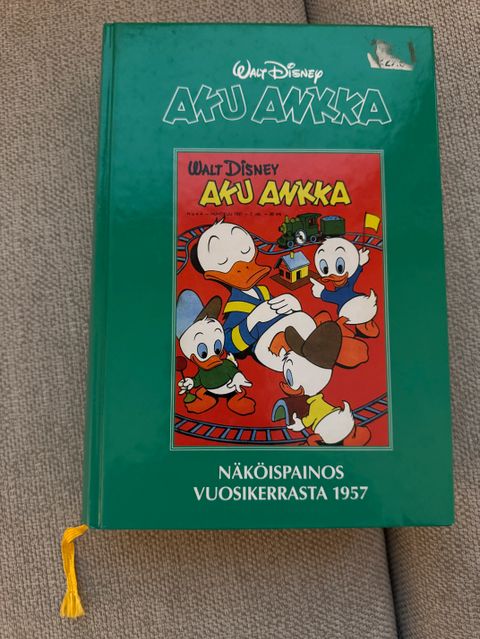 WALT DISNEY
AKU ANKKA
WALT DISNEY
AKU ANKKA
NÄKÖISPAINOS
VUOSIKERRASTA 1957